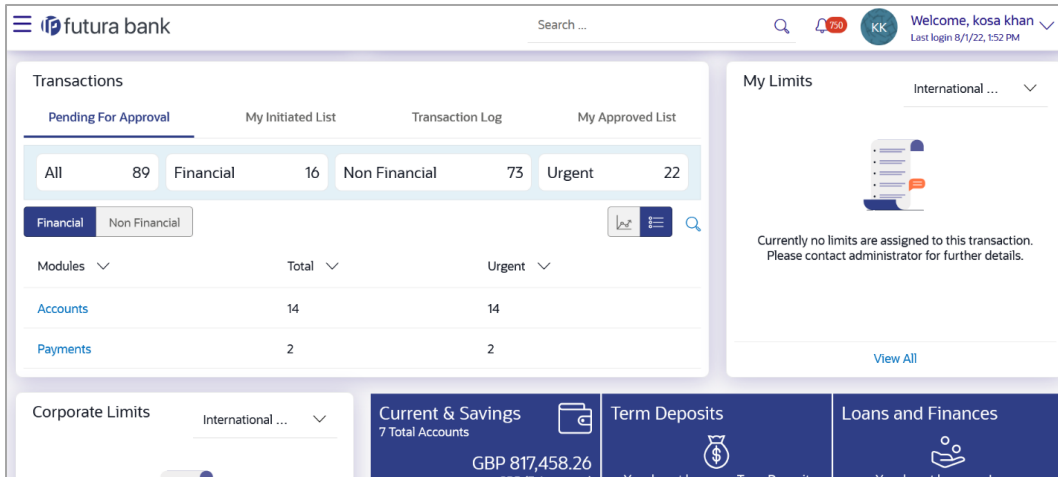 futura bank
Search ...
750
KK
Welcome, kosa khan
Last login 8/1/22, 1:52 PM
Transactions
Pending For Approval My Initiated List Transaction Log My Approved List
All 89 Financial 16 Non Financial 73 Urgent 22
Financial Non Financial
Modules Total Urgent
Accounts 14 14
Payments 2 2
My Limits
International ...
Currently no limits are assigned to this transaction.
Please contact administrator for further details.
View All
Corporate Limits
International ...
Current & Savings
7 Total Accounts
GBP 817,458.26
Term Deposits
Loans and Finances